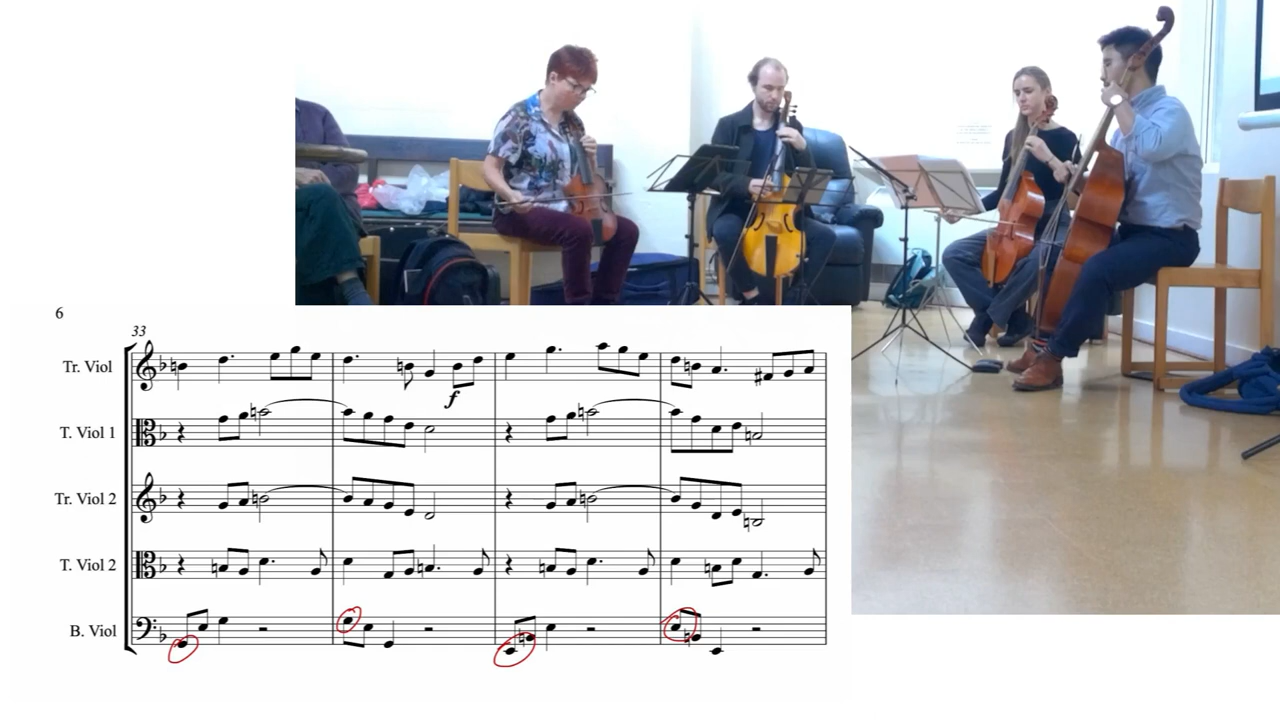 6
33
Tr. Viol
f
T. Viol 1
Tr. Viol 2
T. Viol 2
B. Viol